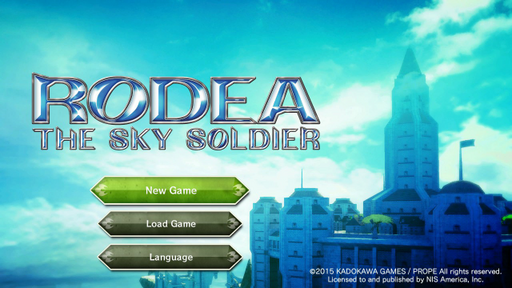 RODEA
THE SKY SOLDIER
New Game
Load Game
Language
©2015 KADOKAWA GAMES / PROPE All rights reserved.
Licensed to and published by NIS America, Inc.